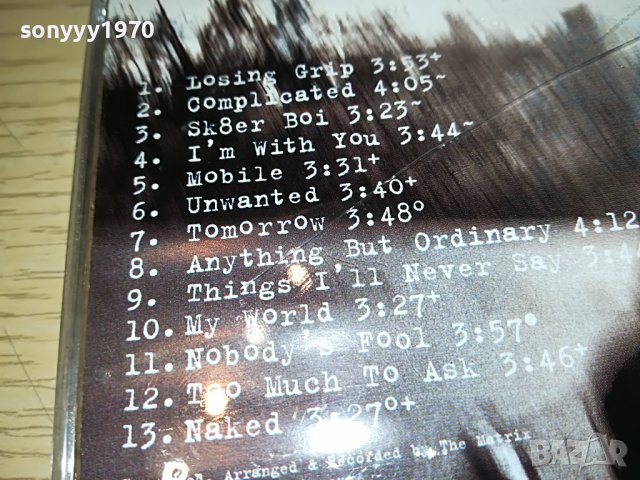 sonyyy1970
1. Losing Grip 3:53+
2. Complicated 4:05~
3. Sk8er Boi 3:23~
4. I'm With You 3:44~
5. Mobile 3:31+
6. Unwanted 3:40+
7. Tomorrow 3:48°
8. Anything But Ordinary 4:12
9. Things I'll Never Say 3:4
10. My World 3:27+
11. Nobody's Fool 3:57°
12. Too Much To Ask 3:46+
13. Naked 3:27°+
Arranged & Recorded by The Matrix
BAZAR